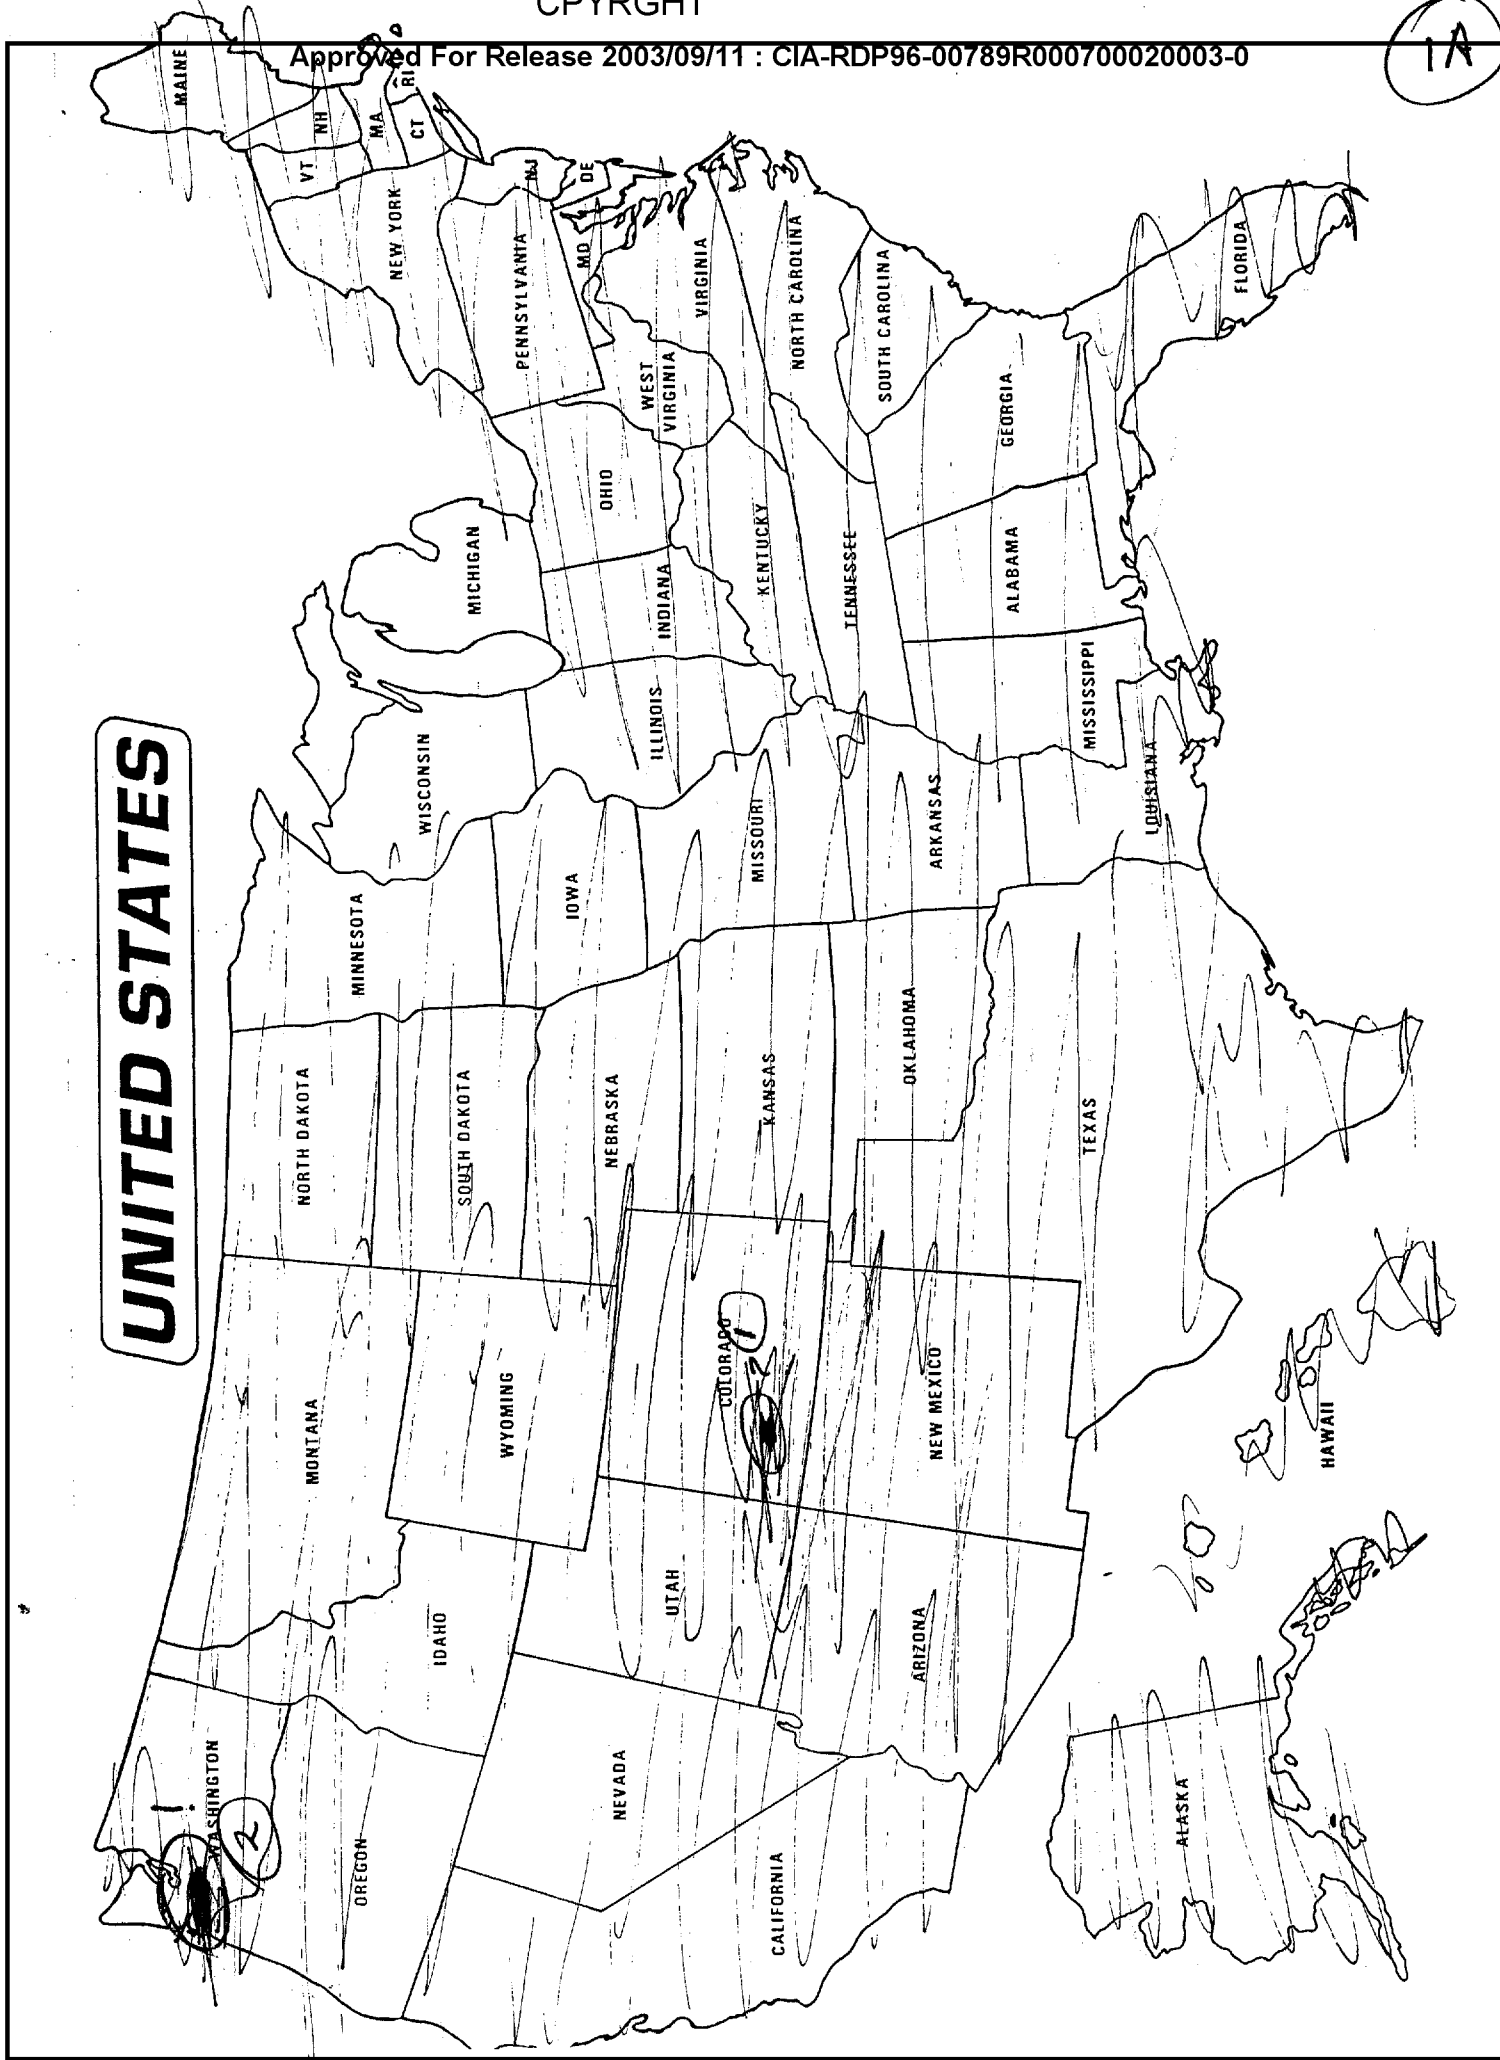 CPYRGHT
Approved For Release 2003/09/11 : CIA-RDP96-00789R000700020003-0
1A
UNITED STATES
MAINE
VT
NH
MA
RI
CT
NEW YORK
NJ
PENNSYLVANIA
DE
MD
WEST
VIRGINIA
VIRGINIA
NORTH CAROLINA
SOUTH CAROLINA
GEORGIA
FLORIDA
OHIO
MICHIGAN
INDIANA
KENTUCKY
TENNESSEE
ALABAMA
MISSISSIPPI
ILLINOIS
WISCONSIN
MINNESOTA
IOWA
MISSOURI
ARKANSAS
LOUISIANA
NORTH DAKOTA
SOUTH DAKOTA
NEBRASKA
KANSAS
OKLAHOMA
TEXAS
MONTANA
WYOMING
COLORADO
1
NEW MEXICO
IDAHO
UTAH
ARIZONA
WASHINGTON
!
2
OREGON
NEVADA
CALIFORNIA
ALASKA
HAWAII